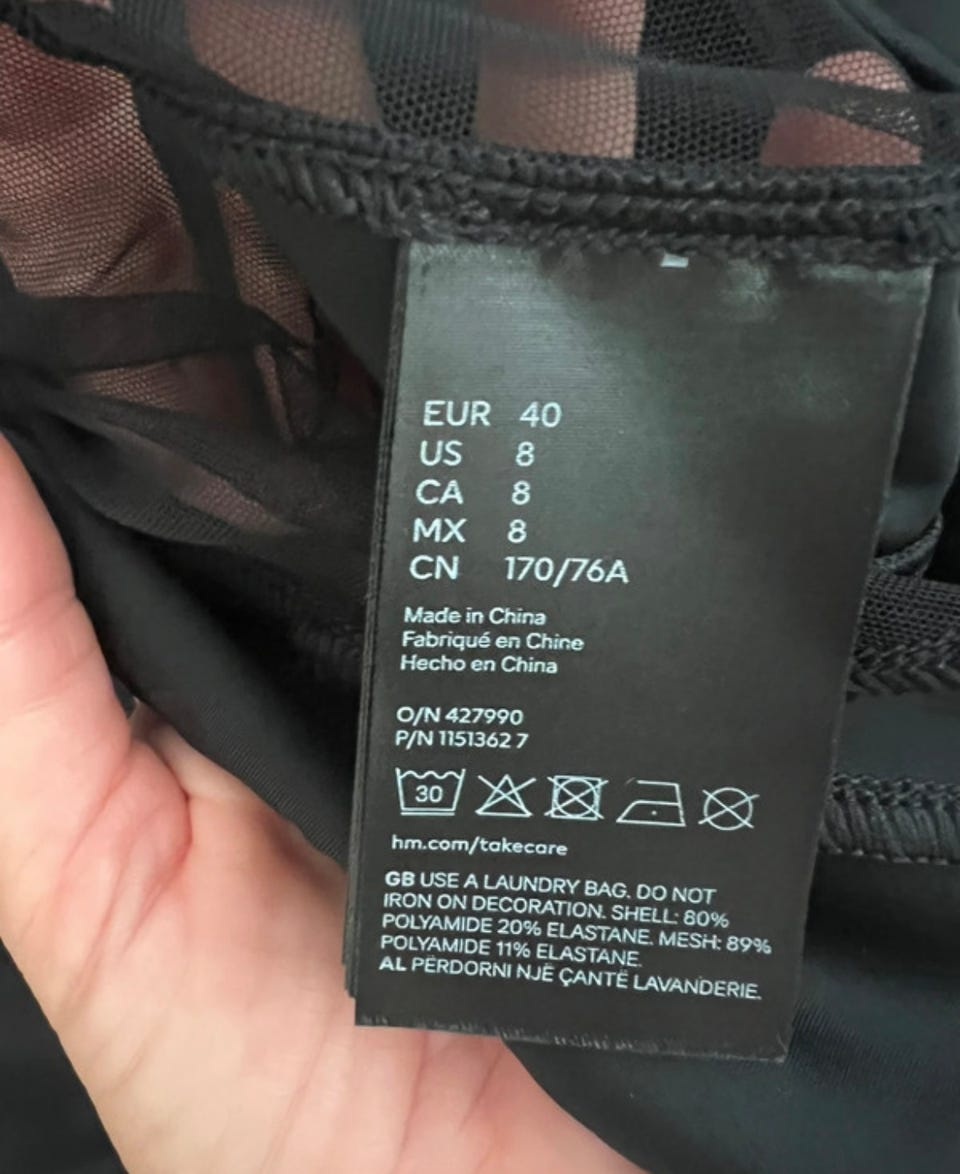 EUR 40
US 8
CA 8
MX 8
CN 170/76A
Made in China
Fabriqué en Chine
Hecho en China
O/N 427990
P/N 1151362 7
30
hm.com/takecare
GB USE A LAUNDRY BAG. DO NOT
IRON ON DECORATION. SHELL: 80%
POLYAMIDE 20% ELASTANE. MESH: 89%
POLYAMIDE 11% ELASTANE.
AL PËRDORNI NJË ÇANTË LAVANDERIE.